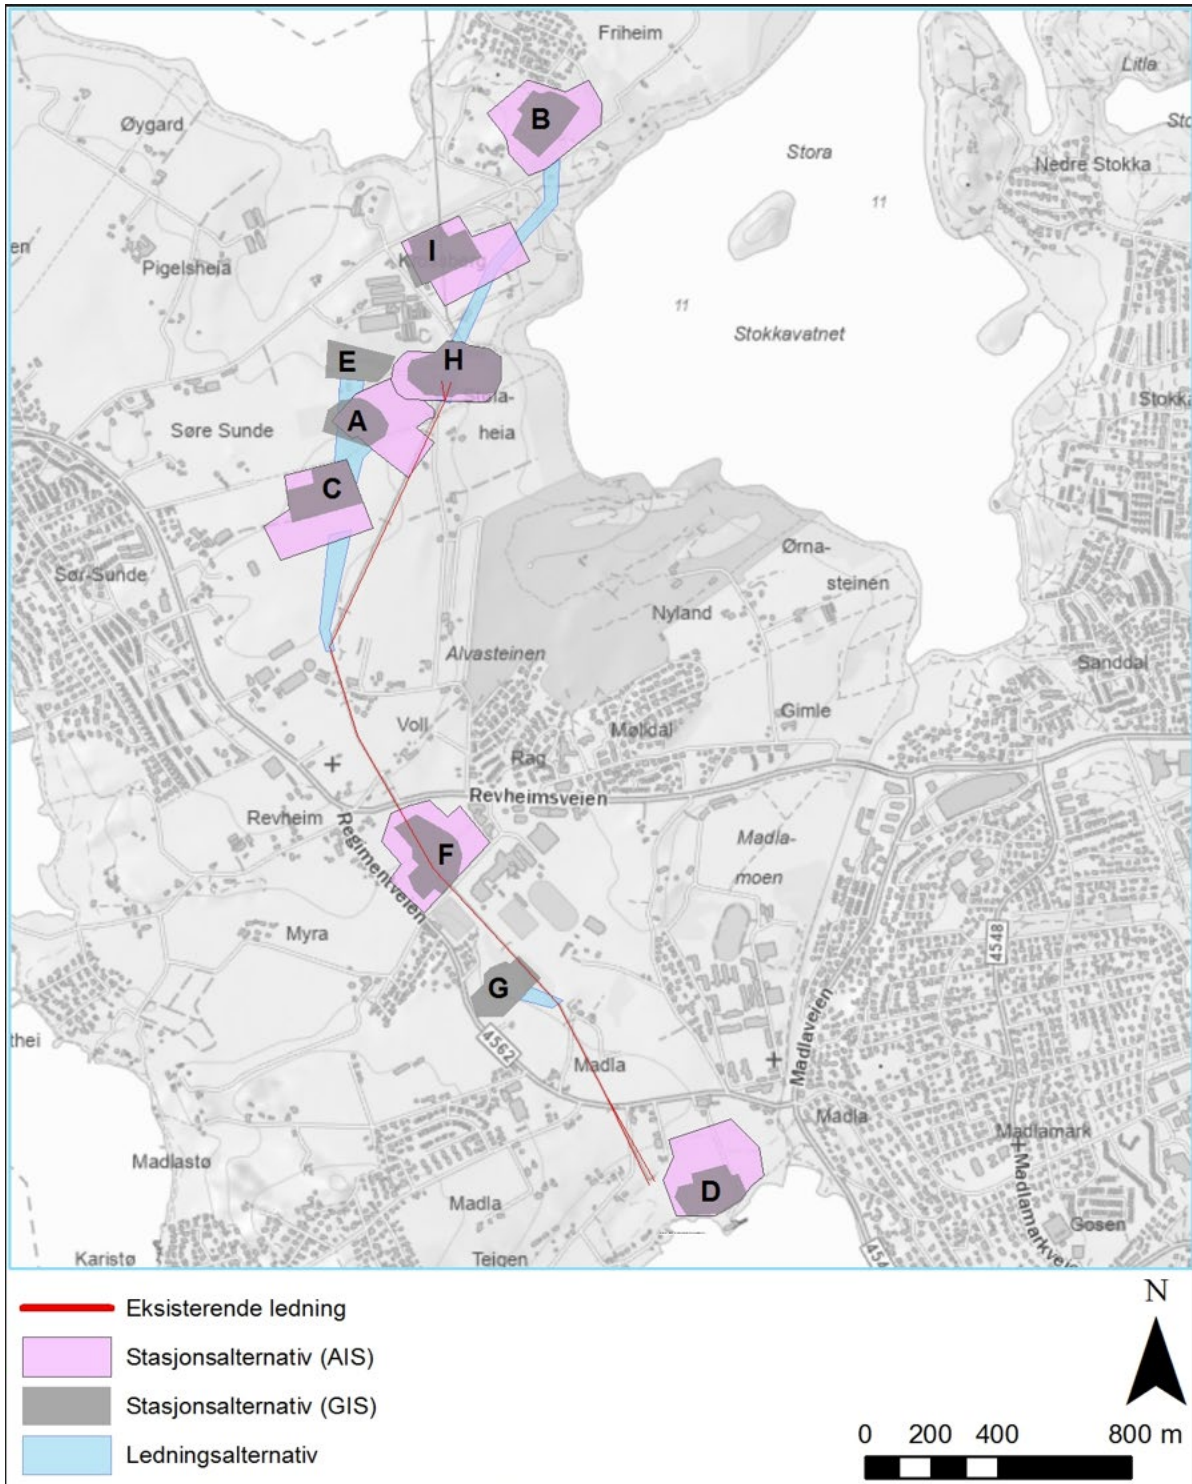 Friheim
Litla
Øygard
B
Stora
Nedre Stokka
11
I
Pigelsheia
11
Stokkavatnet
E
H
A
Søre Sunde
heia
C
Ørna-
steinen
Sør-Sunde
Nyland
Alvasteinen
Sanddal
Voll
Gimle
Møldal
Rag
Revheimsveien
Revheim
Regimentveien
F
Madla-
moen
Myra
4548
G
Madlaveien
4562
Madla
Madla
Madlamark
Madlastø
D
Madla
Gosen
Karistø
Teigen
Eksisterende ledning
Stasjonsalternativ (AIS)
Stasjonsalternativ (GIS)
Ledningsalternativ
N
0 200 400 800 m